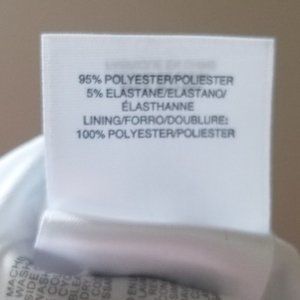 95% POLYESTER/POLIESTER
5% ELASTANE/ELASTANO/
ÉLASTHANNE
LINING/FORRO/DOUBLURE:
100% POLYESTER/POLIESTER